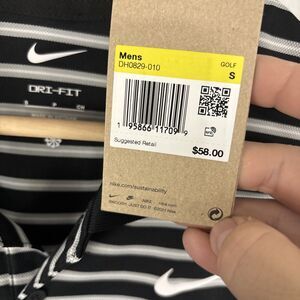 Mens
DH0829-010
GOLF
S
1 95866 11709 9
Suggested Retail
$58.00
nike.com/sustainability
DRI-FIT